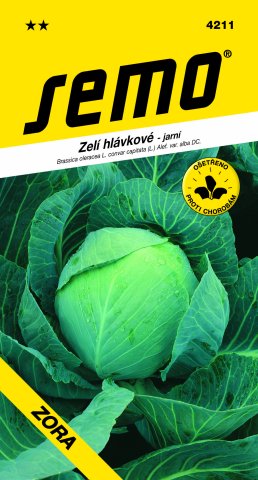 ★★ 4211
semo®
Zelí hlávkové - jarní
Brassica oleracea L. convar capitata (L.) Alef. var. alba DC.
OŠETŘENO
PROTI CHOROBÁM
ZORA